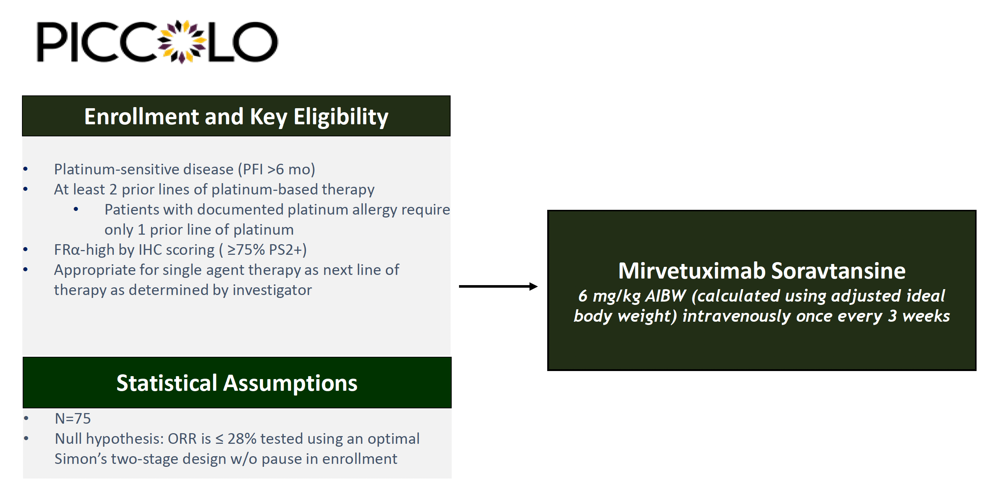 PICCOLO
Enrollment and Key Eligibility
• Platinum-sensitive disease (PFI >6 mo)
• At least 2 prior lines of platinum-based therapy
• Patients with documented platinum allergy require
only 1 prior line of platinum
• FRα-high by IHC scoring ( ≥75% PS2+)
• Appropriate for single agent therapy as next line of
therapy as determined by investigator
Statistical Assumptions
• N=75
• Null hypothesis: ORR is ≤ 28% tested using an optimal
Simon’s two-stage design w/o pause in enrollment
Mirvetuximab Soravtansine
6 mg/kg AIBW (calculated using adjusted ideal
body weight) intravenously once every 3 weeks